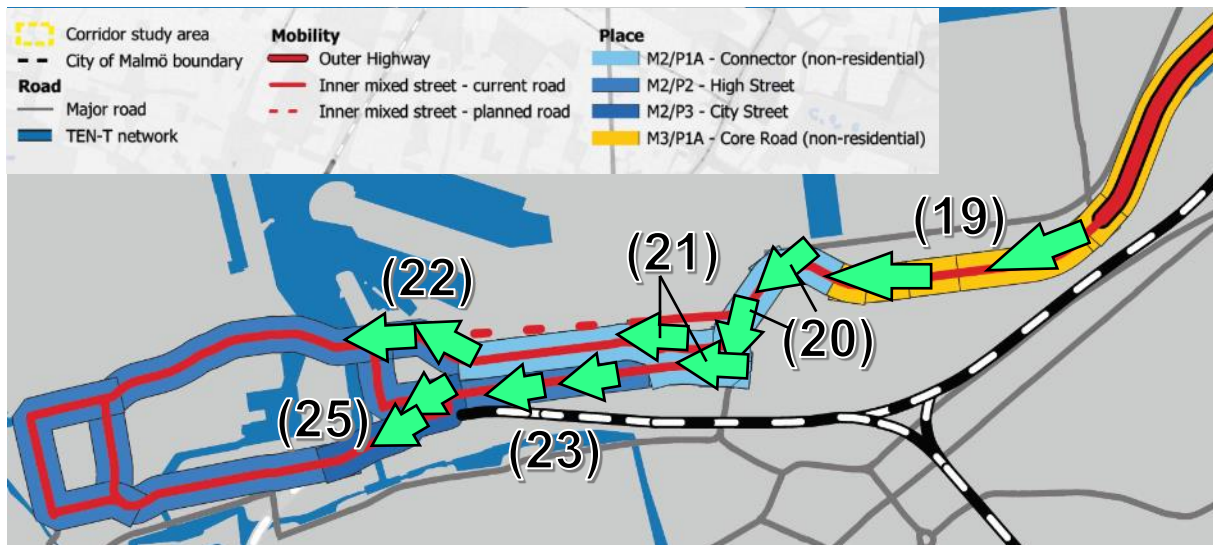 Corridor study area
City of Malmö boundary
Road
Major road
TEN-T network
Mobility
Outer Highway
Inner mixed street - current road
Inner mixed street - planned road
Place
M2/P1A - Connector (non-residential)
M2/P2 - High Street
M2/P3 - City Street
M3/P1A - Core Road (non-residential)
(19)
(21)
(22)
(20)
(25)
(23)